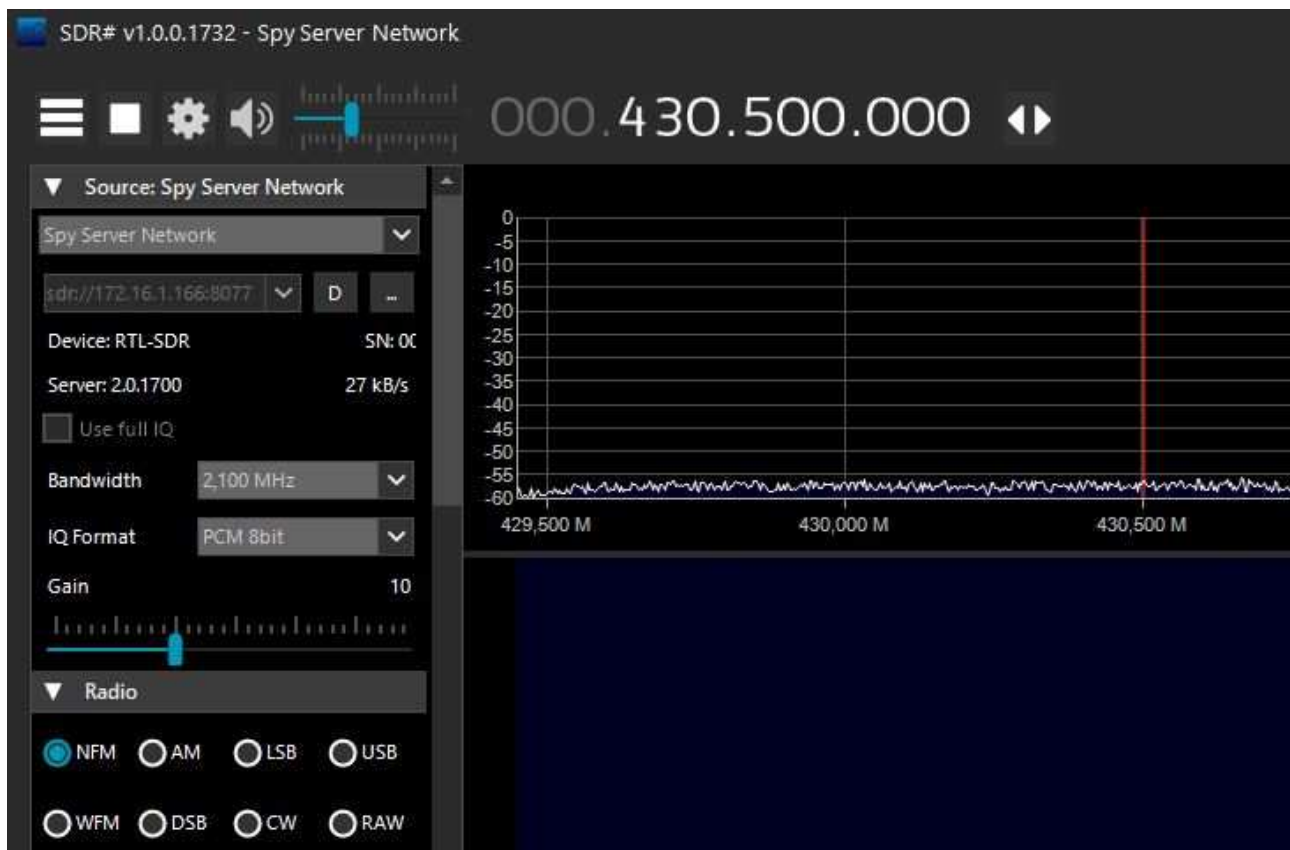 SDR# v1.0.0.1732 - Spy Server Network
000.430.500.000
Source: Spy Server Network
Spy Server Network
sdr://172.16.1.166:8077 D ...
Device: RTL-SDR SN: 00
Server: 2.0.1700 27 kB/s
Use full IQ
Bandwidth 2,100 MHz
IQ Format PCM 8bit
Gain 10
Radio
NFM AM LSB USB
WFM DSB CW RAW
0
-5
-10
-15
-20
-25
-30
-35
-40
-45
-50
-55
-60
429,500 M 430,000 M 430,500 M